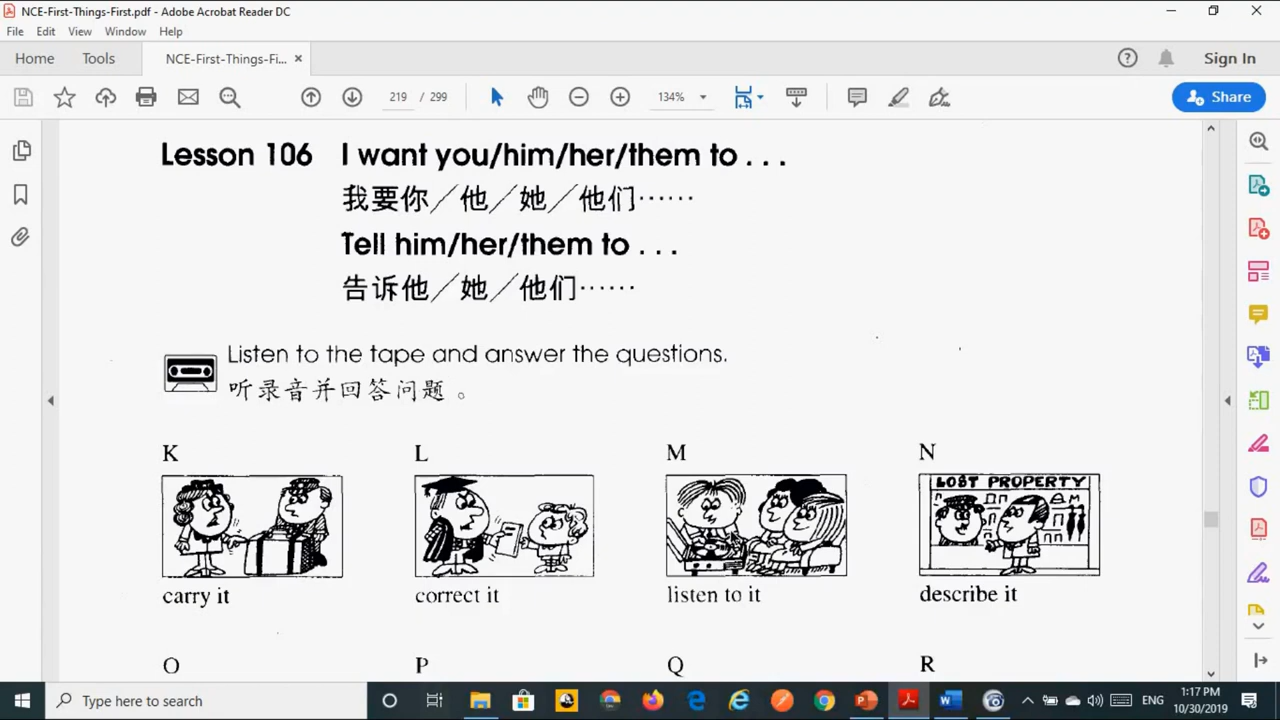 NCE-First-Things-First.pdf - Adobe Acrobat Reader DC
File Edit View Window Help
Home Tools NCE-First-Things-Fi... × Sign In
219 / 299 134% Share
Lesson 106 I want you/him/her/them to . . .
我要你／他／她／他们……
Tell him/her/them to . . .
告诉他／她／他们……
Listen to the tape and answer the questions.
听录音并回答问题。
K L M N
LOST PROPERTY
carry it correct it listen to it describe it
O P Q R
Type here to search ENG 1:17 PM
10/30/2019